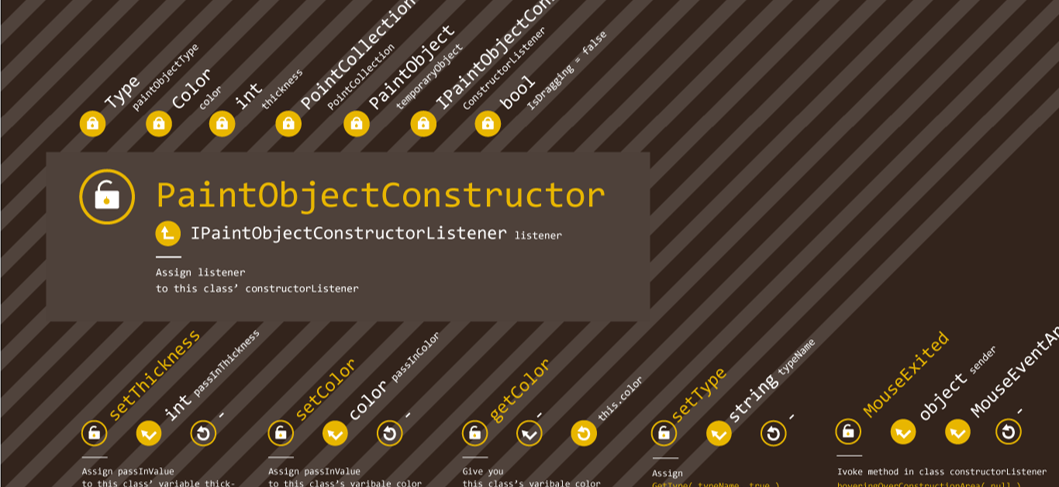 Type
paintObjectType
Color
color
int
thickness
PointCollection
PointCollection
PaintObject
temporaryObject
IPaintObjectCon
ConstructorListener
bool
IsDragging = false
PaintObjectConstructor
IPaintObjectConstructorListener listener
Assign listener
to this class’ constructorListener
setThickness
int passInThickness
-
setColor
color passInColor
-
getColor
-
this.color
setType
string typeName
-
MouseExited
object sender
MouseEventAr
-
Assign passInValue
to this class’ variable thick-
Assign passInValue
to this class’ varibale color
Give you
this class’ varibale color
Assign
GetType( typeName, true )
Ivoke method in class constructorListener
hoveringOverConstructionArea( null )